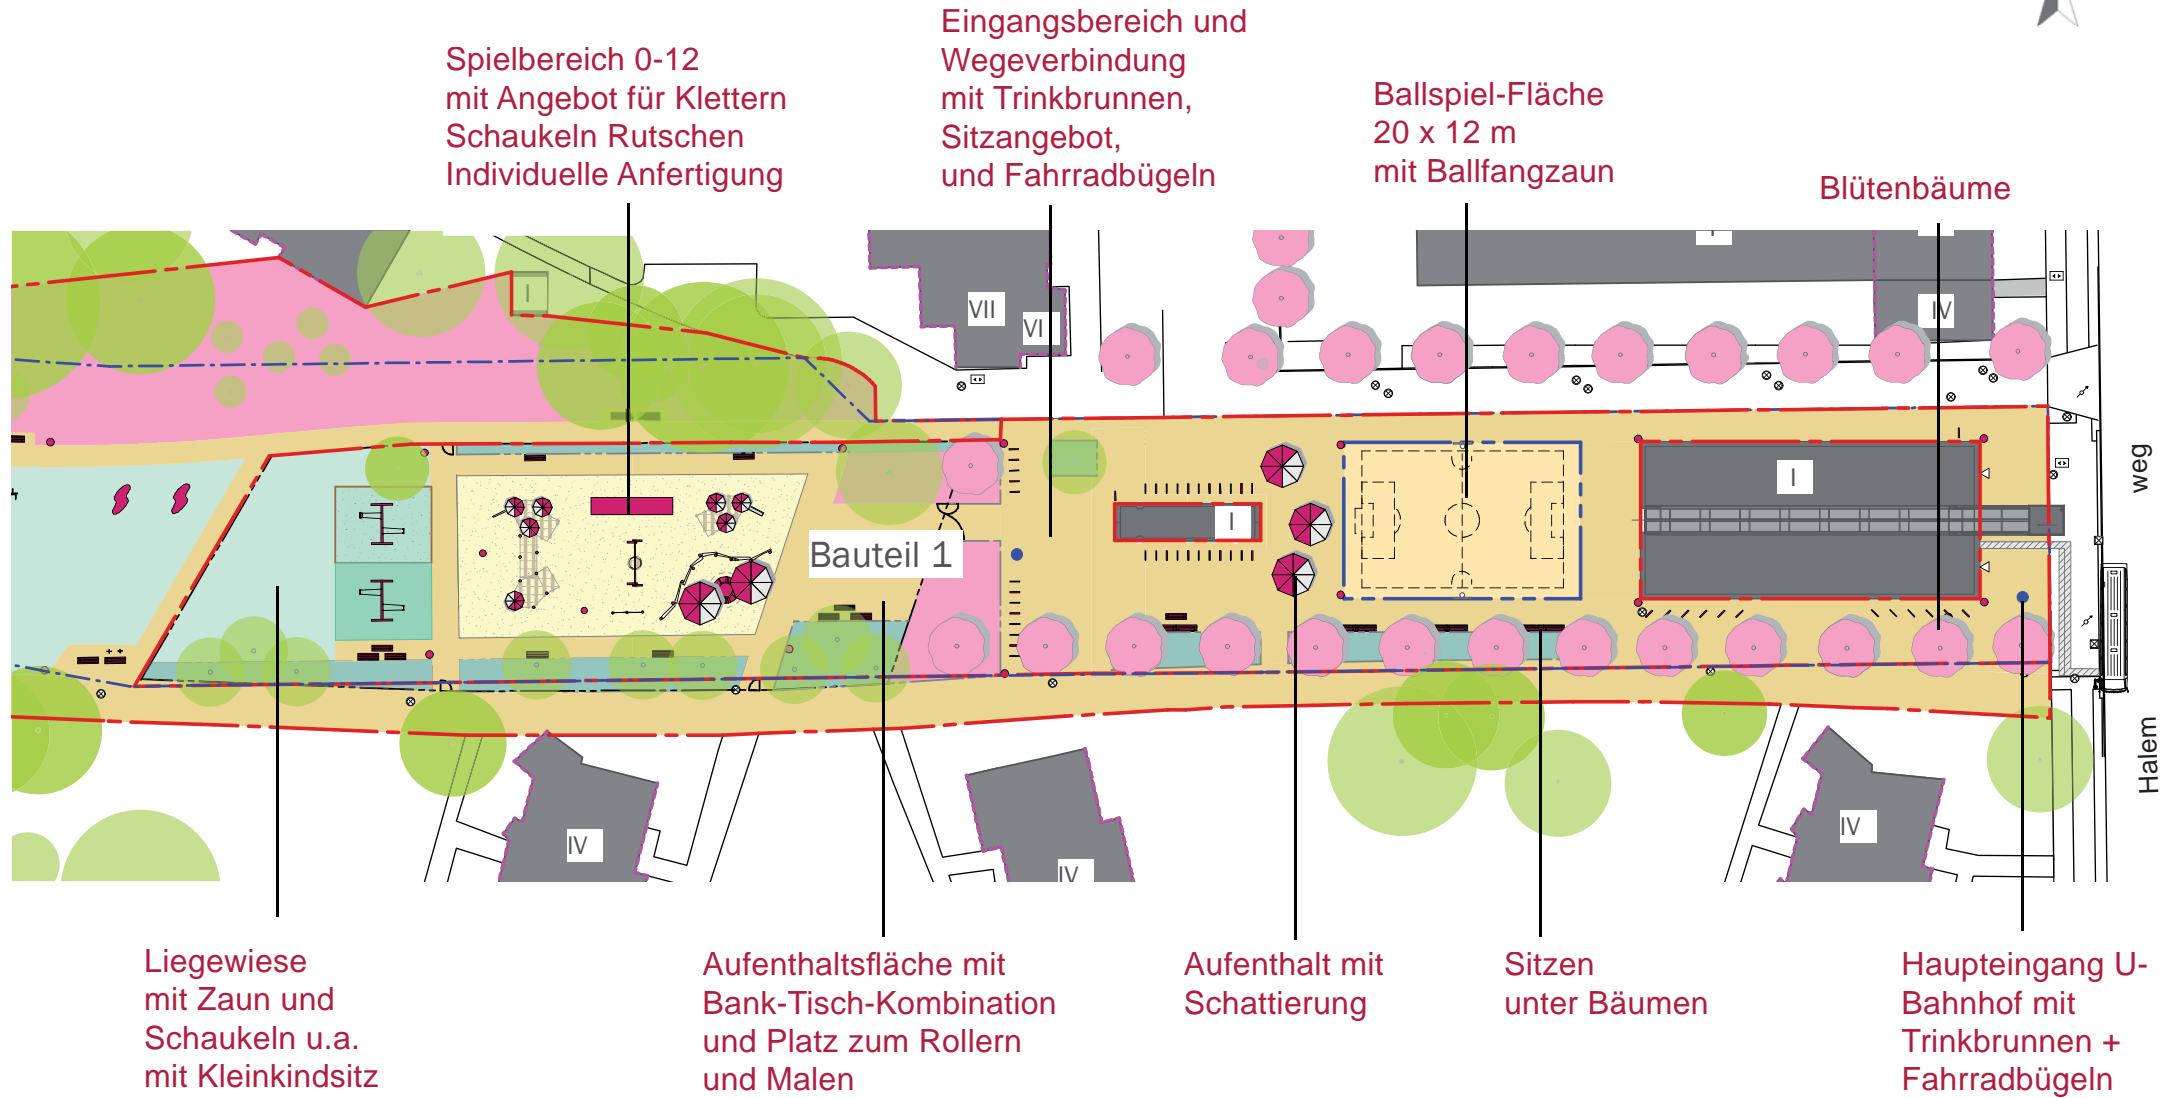 Eingangsbereich und
Wegeverbindung
mit Trinkbrunnen,
Sitzangebot,
und Fahrradbügeln
Spielbereich 0-12
mit Angebot für Klettern
Schaukeln Rutschen
Individuelle Anfertigung
Ballspiel-Fläche
20 x 12 m
mit Ballfangzaun
Blütenbäume
I
VII
VI
IV
I
I
Bauteil 1
weg
Halem
IV
IV
IV
Liegewiese
mit Zaun und
Schaukeln u.a.
mit Kleinkindsitz
Aufenthaltsfläche mit
Bank-Tisch-Kombination
und Platz zum Rollern
und Malen
Aufenthalt mit
Schattierung
Sitzen
unter Bäumen
Haupteingang U-
Bahnhof mit
Trinkbrunnen +
Fahrradbügeln